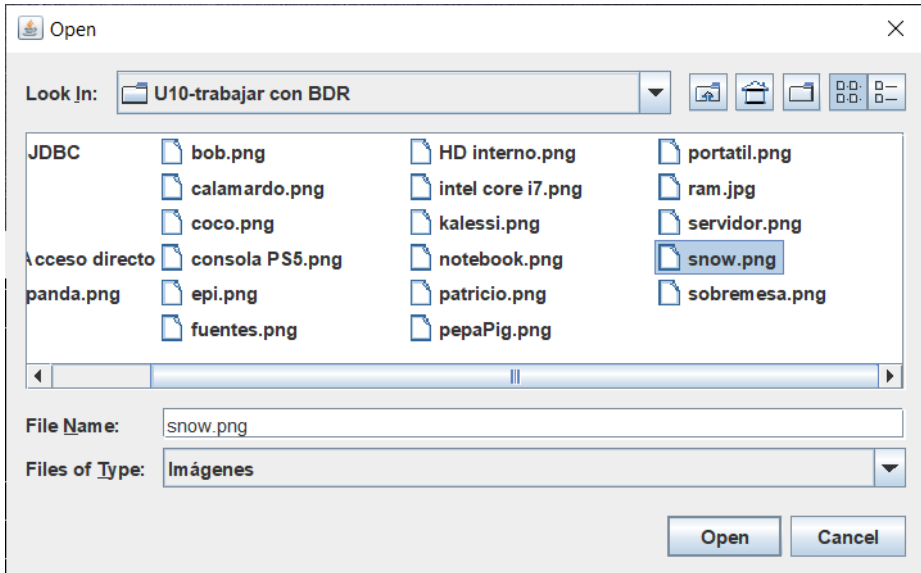 Open
Look In: U10-trabajar con BDR
JDBC bob.png HD interno.png portatil.png
calamardo.png intel core i7.png ram.jpg
coco.png kalessi.png servidor.png
Acceso directo consola PS5.png notebook.png snow.png
panda.png epi.png patricio.png sobremesa.png
fuentes.png pepaPig.png
File Name: snow.png
Files of Type: Imágenes
Open Cancel